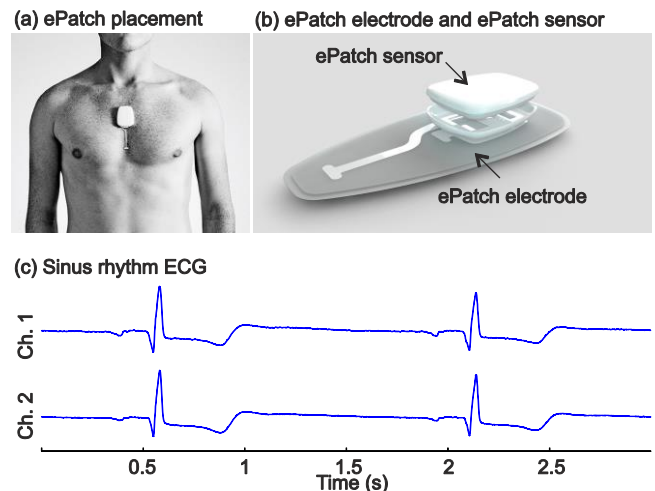 (a) ePatch placement
(b) ePatch electrode and ePatch sensor
ePatch sensor
ePatch electrode
(c) Sinus rhythm ECG
Ch. 1
Ch. 2
0.5 1 1.5 2 2.5
Time (s)